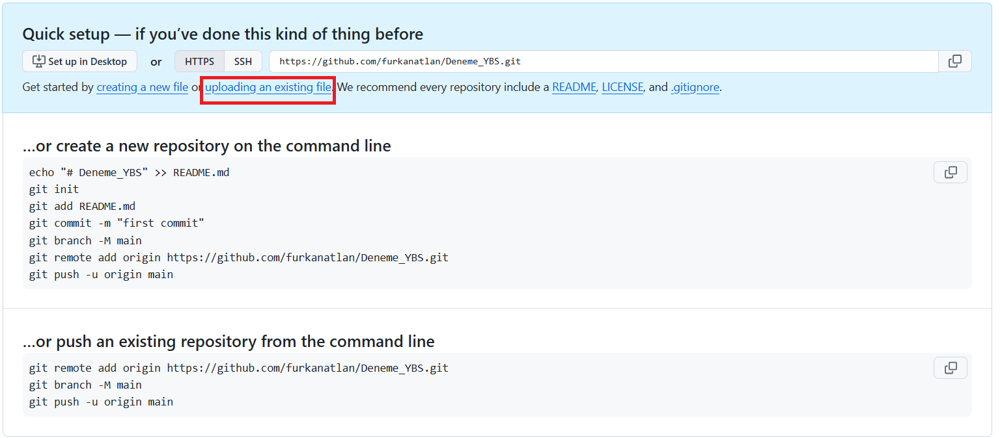 Quick setup — if you’ve done this kind of thing before
Set up in Desktop or HTTPS SSH https://github.com/furkanatlan/Deneme_YBS.git
Get started by creating a new file or uploading an existing file. We recommend every repository include a README, LICENSE, and .gitignore.
…or create a new repository on the command line
echo "# Deneme_YBS" >> README.md
git init
git add README.md
git commit -m "first commit"
git branch -M main
git remote add origin https://github.com/furkanatlan/Deneme_YBS.git
git push -u origin main
…or push an existing repository from the command line
git remote add origin https://github.com/furkanatlan/Deneme_YBS.git
git branch -M main
git push -u origin main